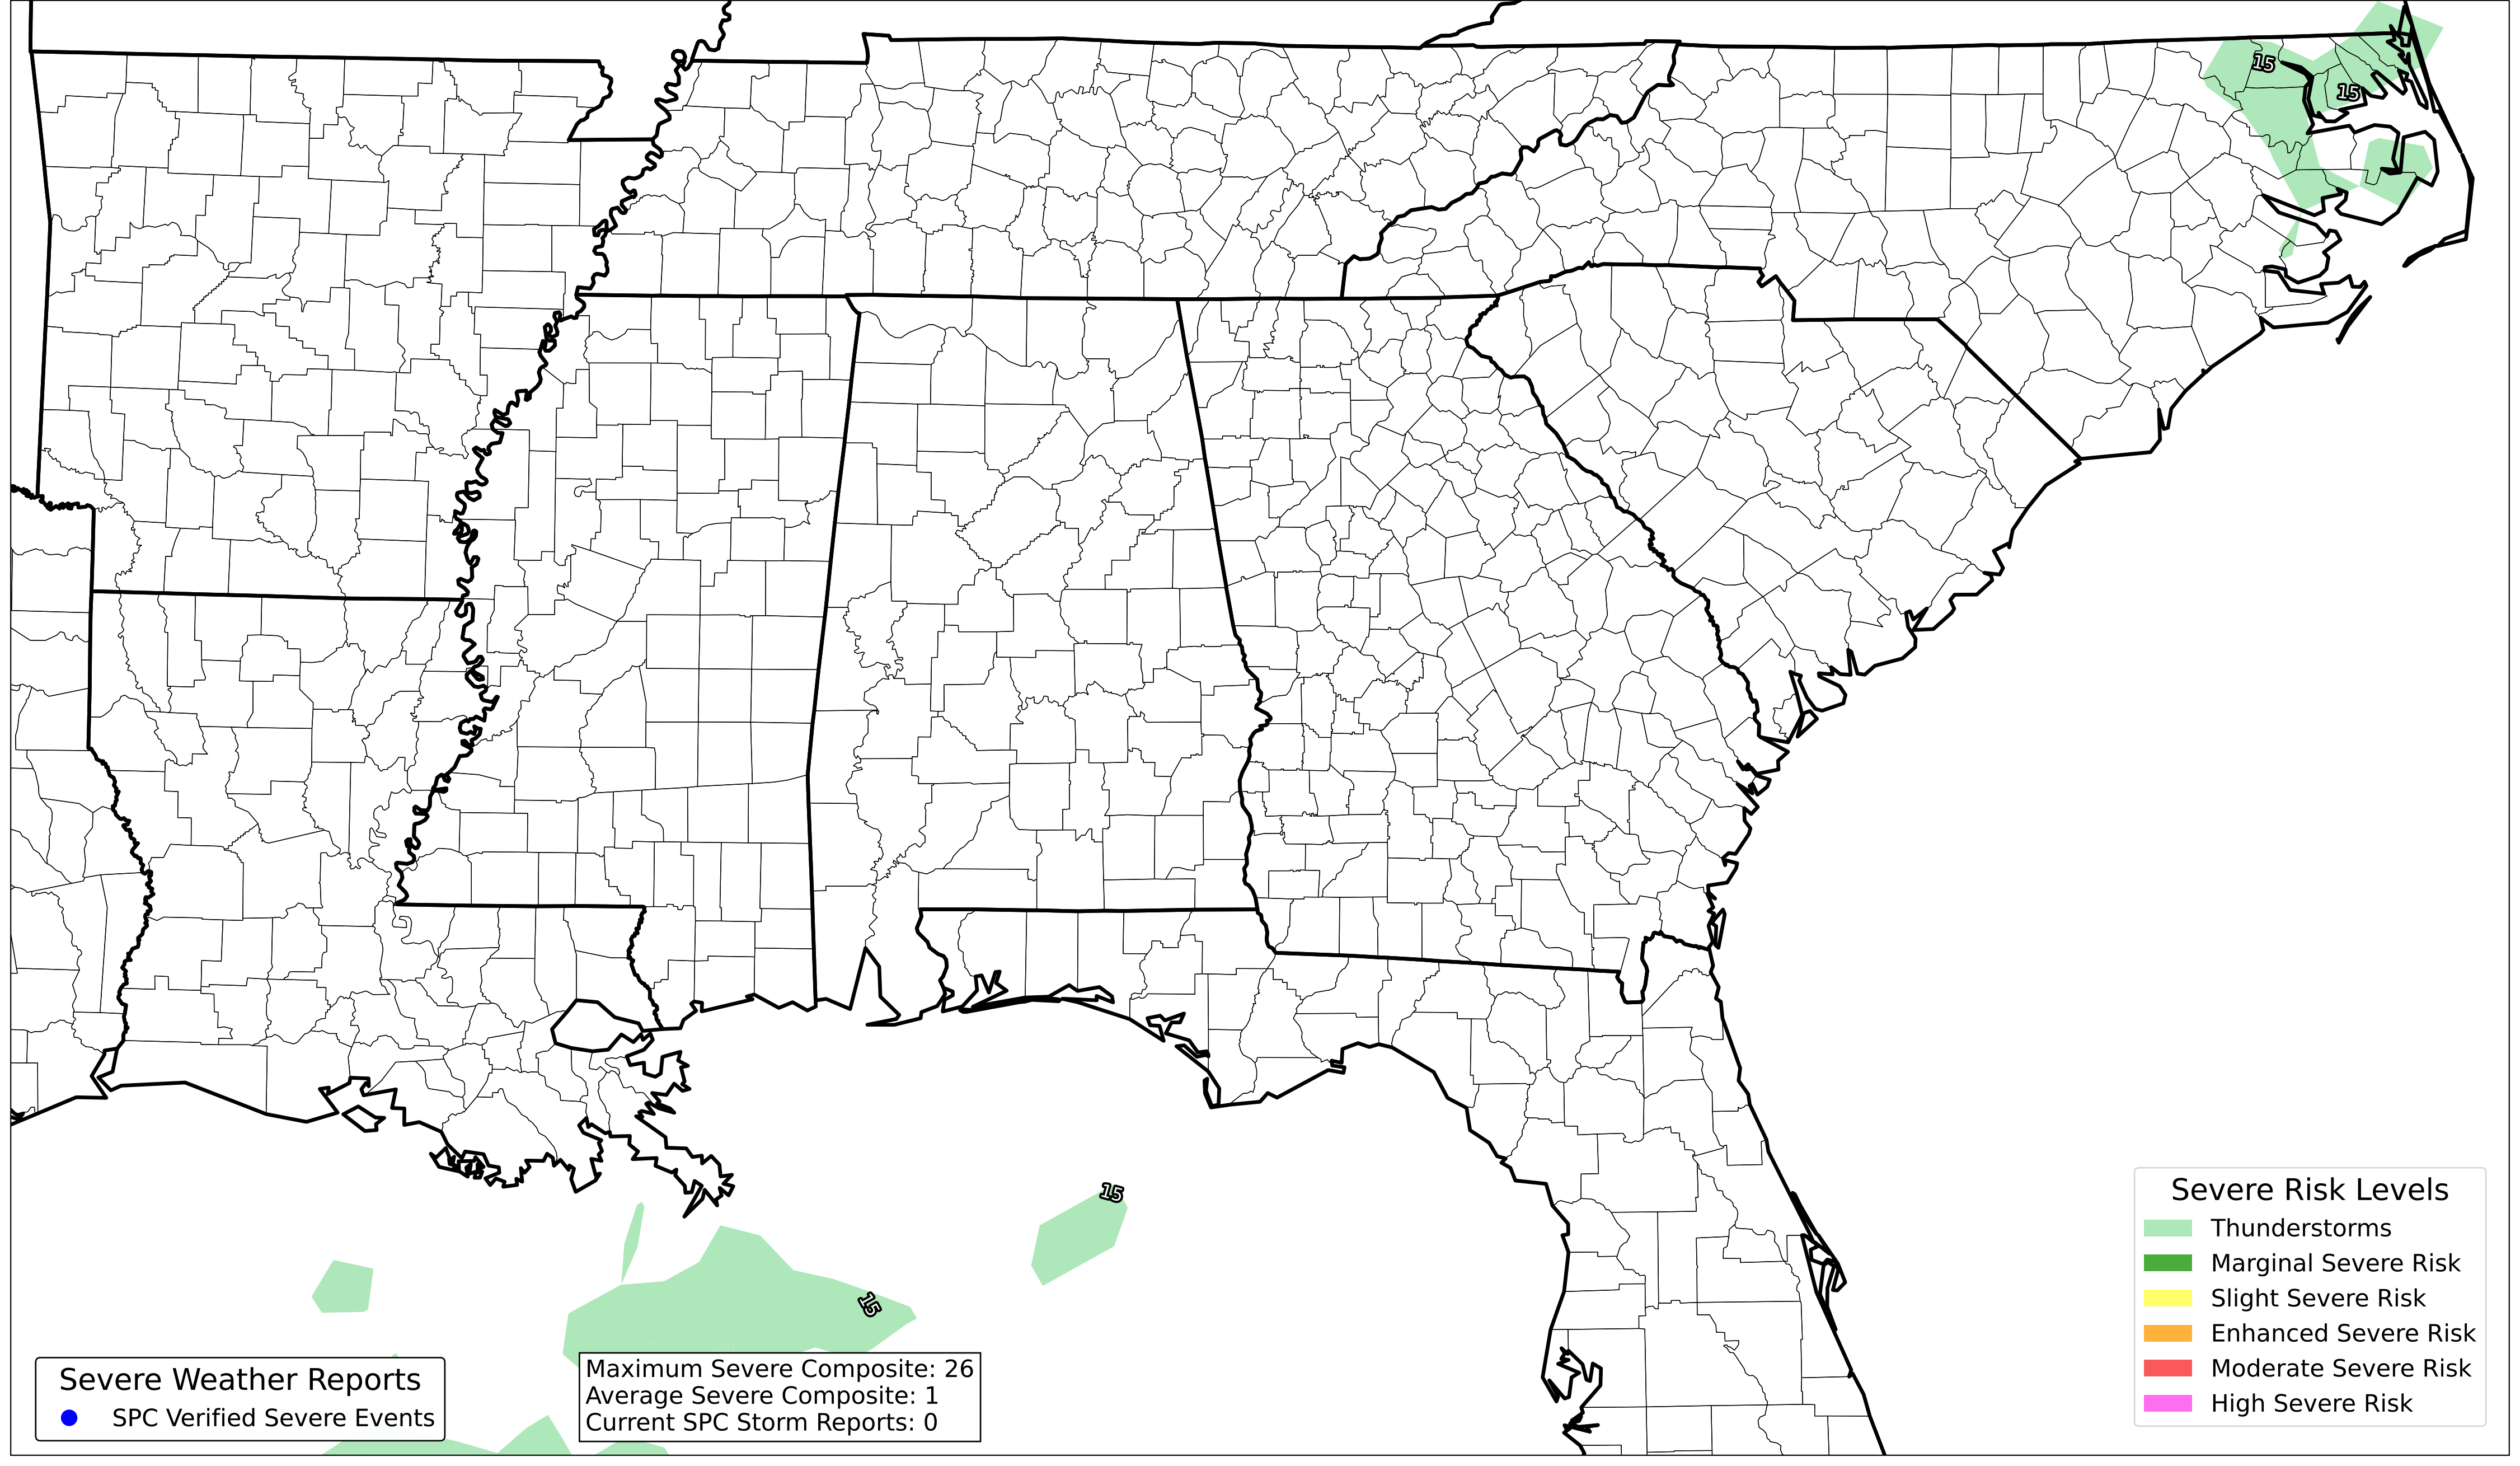 15
15
15
15
Severe Weather Reports
SPC Verified Severe Events
Maximum Severe Composite: 26
Average Severe Composite: 1
Current SPC Storm Reports: 0
Severe Risk Levels
Thunderstorms
Marginal Severe Risk
Slight Severe Risk
Enhanced Severe Risk
Moderate Severe Risk
High Severe Risk